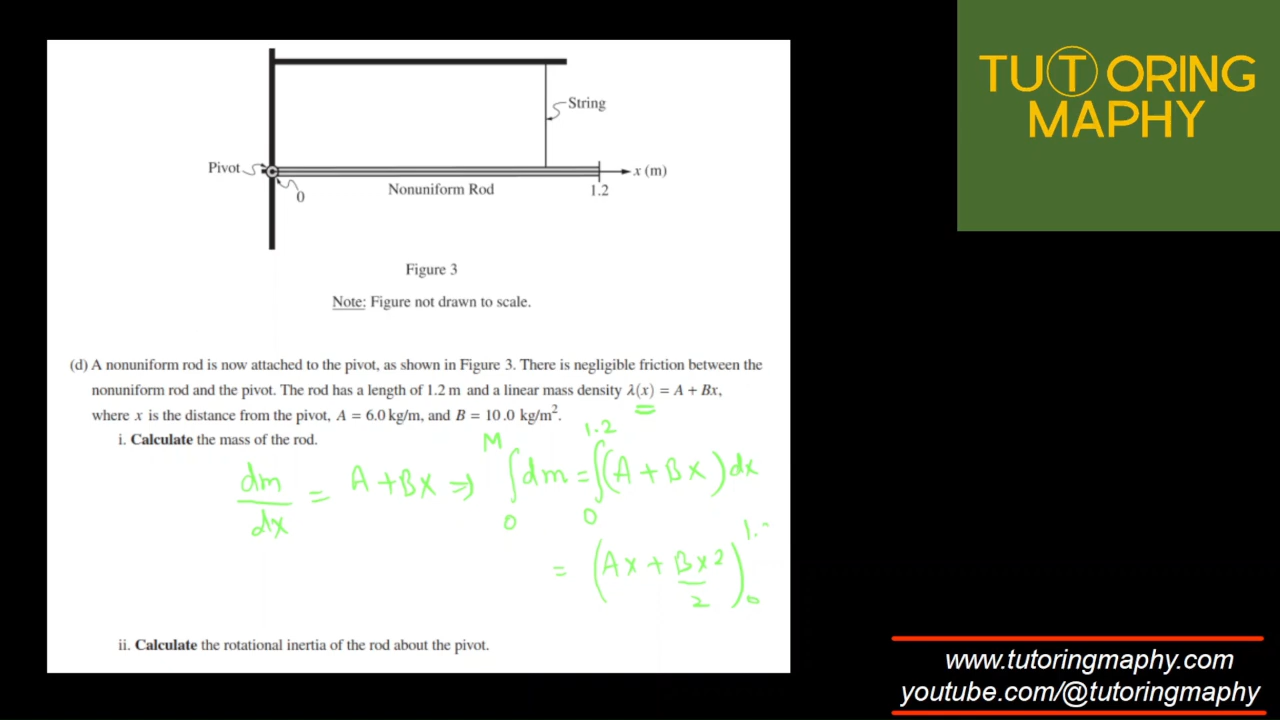 TUTORING
MAPHY
String
Pivot
x (m)
0
Nonuniform Rod
1.2
Figure 3
Note: Figure not drawn to scale.
(d) A nonuniform rod is now attached to the pivot, as shown in Figure 3. There is negligible friction between the
nonuniform rod and the pivot. The rod has a length of 1.2 m and a linear mass density λ(x) = A + Bx,
where x is the distance from the pivot, A = 6.0 kg/m, and B = 10.0 kg/m².
i. Calculate the mass of the rod.
dm/dx = A + Bx ⇒ ∫₀ᴹ dm = ∫₀^1.2 (A + Bx) dx
= (Ax + Bx²/2)₀^1.
ii. Calculate the rotational inertia of the rod about the pivot.
www.tutoringmaphy.com
youtube.com/@tutoringmaphy